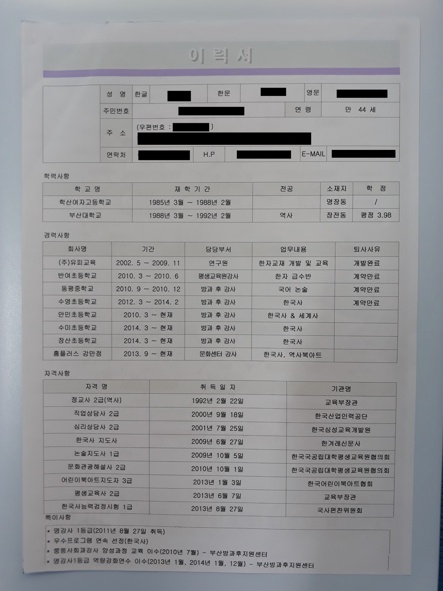 이 력 서
성 명 한글 한문 영문
주민번호 연 령 만 44 세
주 소 (우편번호 : )
연락처 H.P E-MAIL
학력사항
학 교 명 재 학 기 간 전공 소재지 학 점
학산여자고등학교 1985년 3월 ~ 1988년 2월 명장동 /
부산대학교 1988년 3월 ~ 1992년 2월 역사 장전동 평점 3.98
경력사항
회사명 기간 담당부서 업무내용 퇴사사유
(주)유파교육 2002. 5 ~ 2009. 11 연구원 한자교재 개발 및 교육 개발완료
반여초등학교 2010. 3 ~ 2010. 6 평생교육원강사 한자 급수반 계약만료
동평중학교 2010. 9 ~ 2010. 12 방과 후 강사 국어 논술 계약만료
수영초등학교 2012. 3 ~ 2014. 2 방과 후 강사 한국사 계약만료
안민초등학교 2010. 3 ~ 현재 방과 후 강사 한국사 & 세계사
수미초등학교 2014. 3 ~ 현재 방과 후 강사 한국사
장산초등학교 2014. 3 ~ 현재 방과 후 강사 한국사
홈플러스 감만점 2013. 9 ~ 현재 문화센터 강사 한국사, 역사북아트
자격사항
자격 명 취 득 일 자 기관명
정교사 2급(역사) 1992년 2월 22일 교육부장관
직업상담사 2급 2000년 9월 18일 한국산업인력공단
심리상담사 2급 2001년 7월 25일 한국심성교육개발원
한국사 지도사 2009년 6월 27일 한겨레신문사
논술지도사 1급 2009년 10월 5일 한국국공립대학평생교육원협의회
문화관광해설사 2급 2010년 10월 1일 한국국공립대학평생교육원협의회
어린이북아트지도자 3급 2013년 1월 3일 한국어린이북아트협회
평생교육사 2급 2013년 6월 7일 교육부장관
한국사능력검정시험 1급 2013년 8월 27일 국사편찬위원회
특이사항
명강사 1등급(2011년 8월 27일 취득)
우수프로그램 연속 선정(한국사)
통합사회과강사 양성과정 교육 이수(2010년 7월) - 부산방과후지원센터
명강사1등급 역량강화연수 이수(2013년 1월, 2014년 1월, 12월) - 부산방과후지원센터